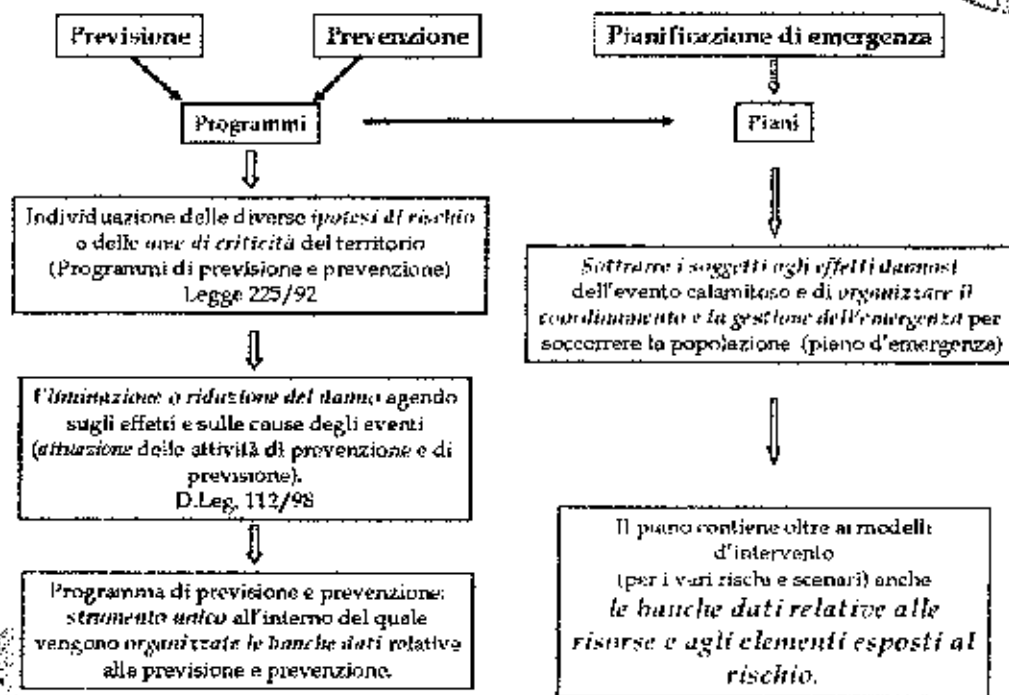 Previsione
Prevenzione
Programmi
Individuazione delle diverse ipotesi di rischio
o delle aree di criticità del territorio
(Programmi di previsione e prevenzione)
Legge 225/92
Eliminazione o riduzione del danno agendo
sugli effetti e sulle cause degli eventi
(attuazione delle attività di prevenzione e di
previsione).
D.Leg. 112/98
Programma di previsione e prevenzione:
strumento unico all'interno del quale
vengono organizzate le banche dati relative
alla previsione e prevenzione.
Pianificazione di emergenza
Piani
Sottrarre i soggetti agli effetti dannosi
dell'evento calamitoso e di organizzare il
coordinamento e la gestione dell'emergenza per
soccorrere la popolazione (piano d'emergenza)
Il piano contiene oltre ai modelli
d'intervento
(per i vari rischi e scenari) anche
le banche dati relative alle
risorse e agli elementi esposti al
rischio.